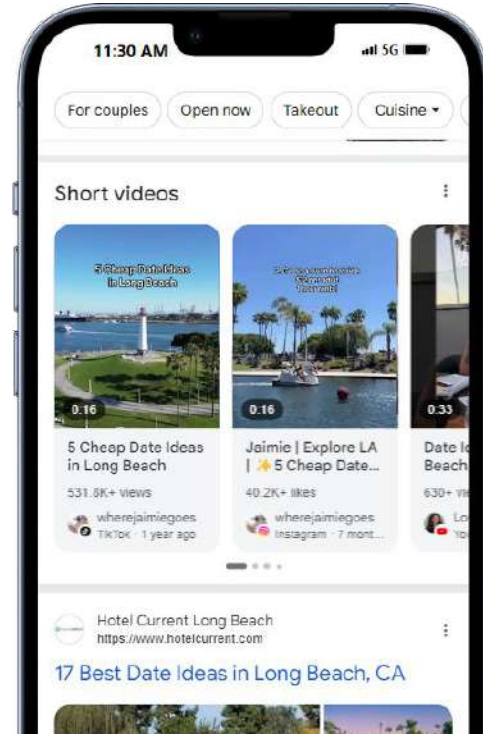 11:30 AM
5G
For couples
Open now
Takeout
Cuisine
Short videos
5 Cheap Date Ideas
in Long Beach
0:16
0:16
0:33
5 Cheap Date Ideas
in Long Beach
531.8K+ views
wherejaimiegoes
TikTok · 1 year ago
Jaimie | Explore LA
| ✨5 Cheap Date...
40.2K+ likes
wherejaimiegoes
Instagram · 7 mont...
Date Id
Beach
630+ vie
Lo
Yo
Hotel Current Long Beach
https://www.hotelcurrent.com
17 Best Date Ideas in Long Beach, CA